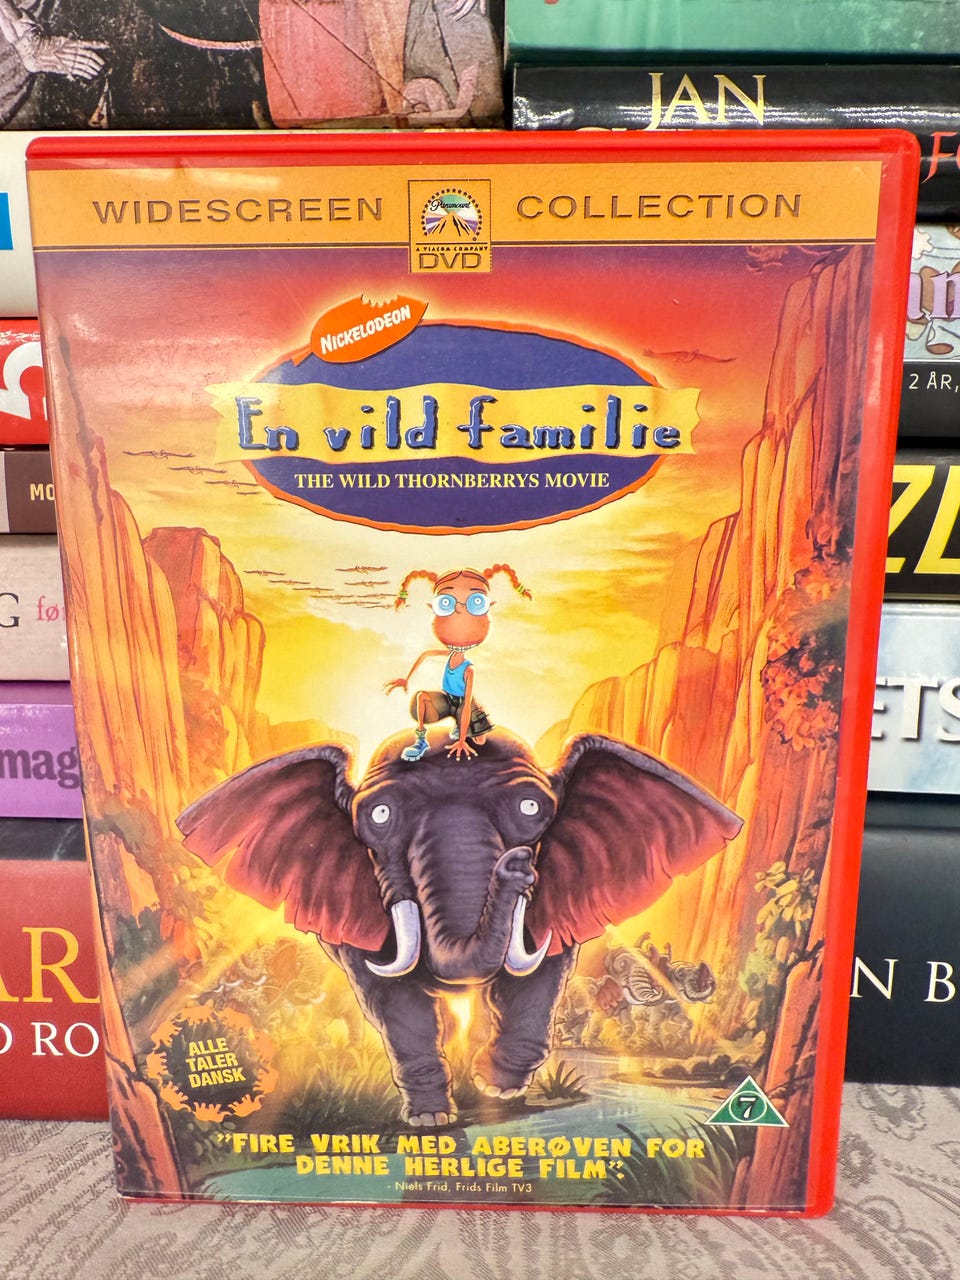 JAN
WIDESCREEN
Paramount
A VIACOM COMPANY
DVD
COLLECTION
NICKELODEON
En vild familie
THE WILD THORNBERRYS MOVIE
2 ÅR,
MO
G før
ETS
mag
AR
D RO
N B
ALLE
TALER
DANSK
7
"FIRE VRIK MED ABERØVEN FOR
DENNE HERLIGE FILM".
- Niels Frid, Frids Film TV3